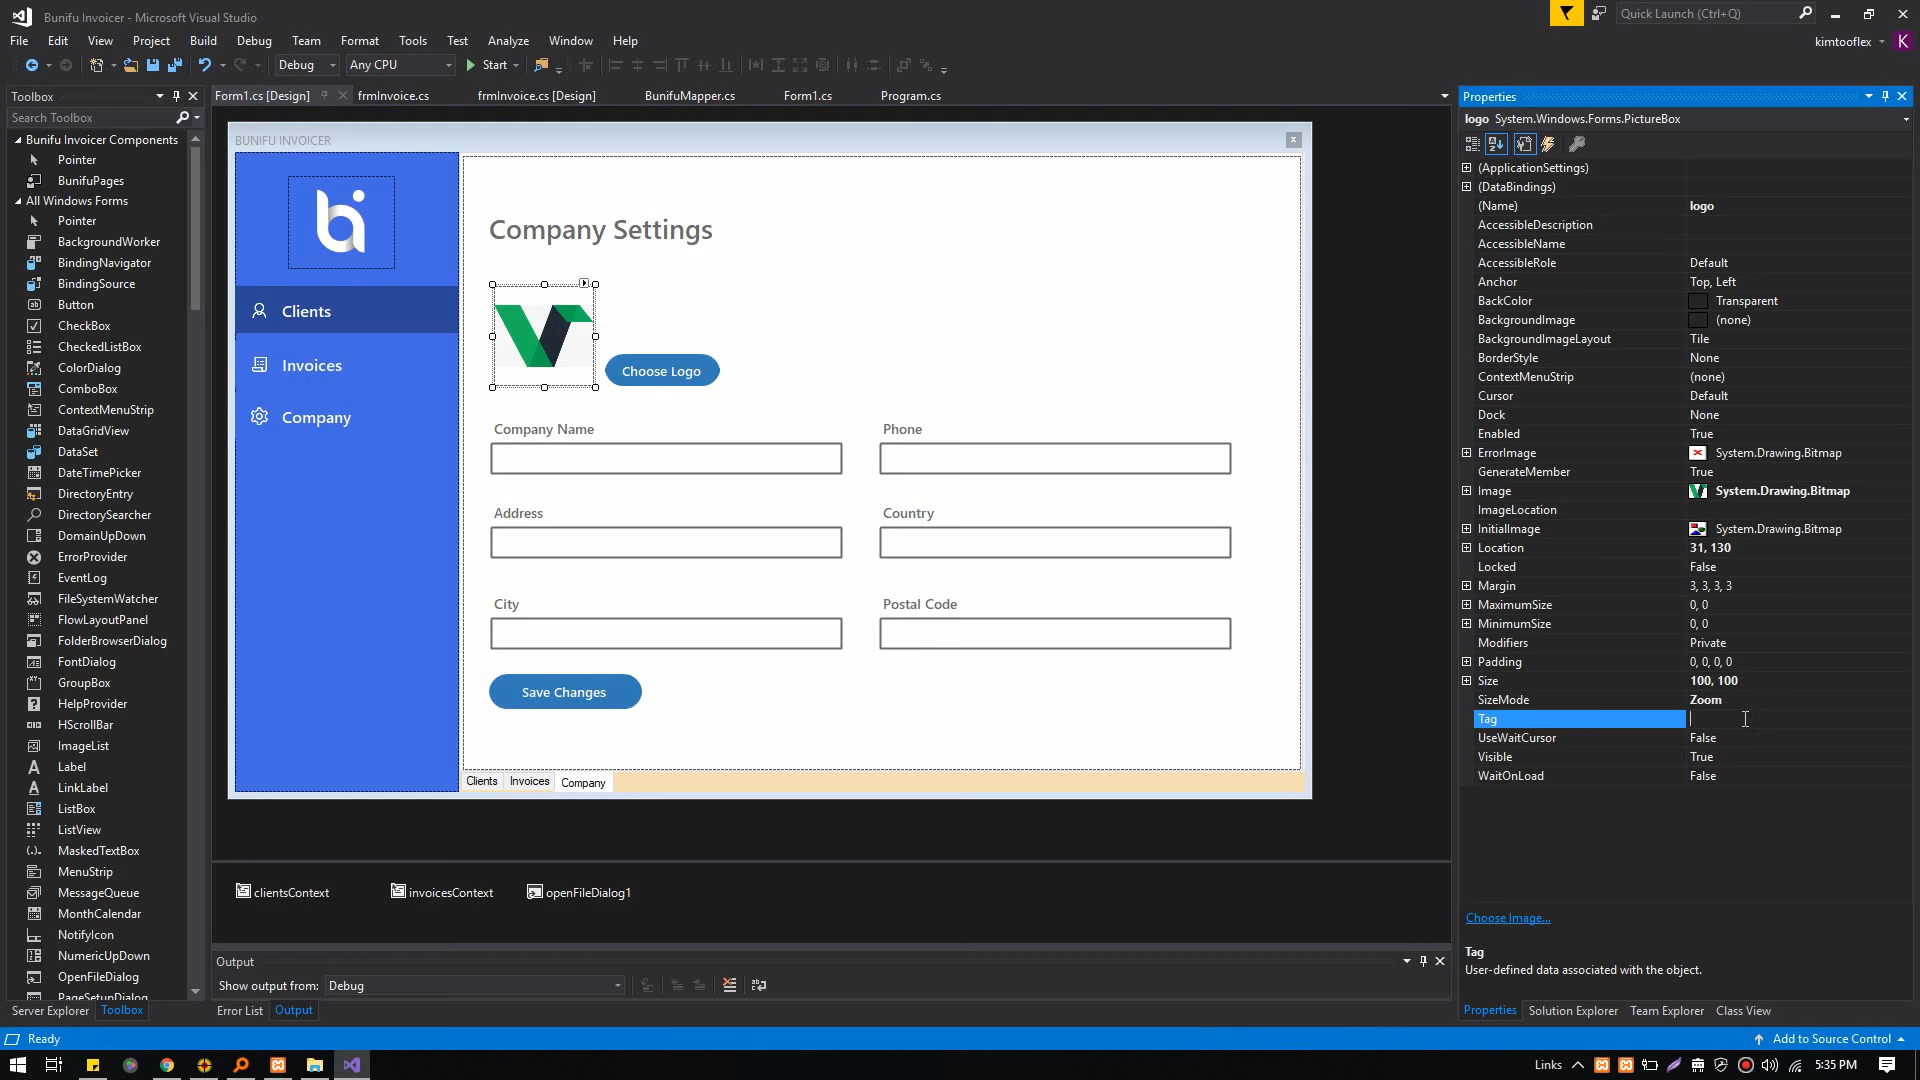 Bunifu Invoicer - Microsoft Visual Studio
Quick Launch (Ctrl+Q)
File Edit View Project Build Debug Team Format Tools Test Analyze Window Help
kimtooflex K
Debug Any CPU Start
Toolbox
Search Toolbox
Bunifu Invoicer Components
Pointer
BunifuPages
All Windows Forms
Pointer
BackgroundWorker
BindingNavigator
BindingSource
Button
CheckBox
CheckedListBox
ColorDialog
ComboBox
ContextMenuStrip
DataGridView
DataSet
DateTimePicker
DirectoryEntry
DirectorySearcher
DomainUpDown
ErrorProvider
EventLog
FileSystemWatcher
FlowLayoutPanel
FolderBrowserDialog
FontDialog
GroupBox
HelpProvider
HScrollBar
ImageList
Label
LinkLabel
ListBox
ListView
MaskedTextBox
MenuStrip
MessageQueue
MonthCalendar
NotifyIcon
NumericUpDown
OpenFileDialog
PageSetupDialog
Server Explorer Toolbox
Form1.cs [Design] frmInvoice.cs frmInvoice.cs [Design] BunifuMapper.cs Form1.cs Program.cs
BUNIFU INVOICER
bi
Clients
Invoices
Company
Company Settings
Choose Logo
Company Name Phone
Address Country
City Postal Code
Save Changes
Clients Invoices Company
clientsContext invoicesContext openFileDialog1
Output
Show output from: Debug
Error List Output
Properties
logo System.Windows.Forms.PictureBox
(ApplicationSettings)
(DataBindings)
(Name) logo
AccessibleDescription
AccessibleName
AccessibleRole Default
Anchor Top, Left
BackColor Transparent
BackgroundImage (none)
BackgroundImageLayout Tile
BorderStyle None
ContextMenuStrip (none)
Cursor Default
Dock None
Enabled True
ErrorImage System.Drawing.Bitmap
GenerateMember True
Image System.Drawing.Bitmap
ImageLocation
InitialImage System.Drawing.Bitmap
Location 31, 130
Locked False
Margin 3, 3, 3, 3
MaximumSize 0, 0
MinimumSize 0, 0
Modifiers Private
Padding 0, 0, 0, 0
Size 100, 100
SizeMode Zoom
Tag
UseWaitCursor False
Visible True
WaitOnLoad False
Choose Image...
Tag
User-defined data associated with the object.
Properties Solution Explorer Team Explorer Class View
Ready
Add to Source Control
Links 5:35 PM